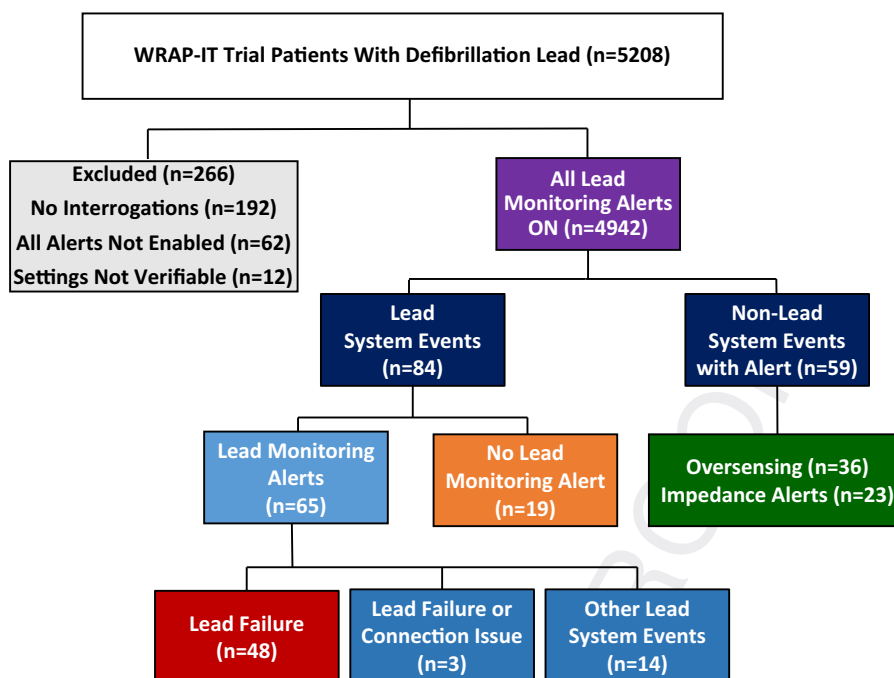 WRAP-IT Trial Patients With Defibrillation Lead (n=5208)
Excluded (n=266)
No Interrogations (n=192)
All Alerts Not Enabled (n=62)
Settings Not Verifiable (n=12)
All Lead
Monitoring Alerts
ON (n=4942)
Lead
System Events
(n=84)
Non-Lead
System Events
with Alert (n=59)
Lead Monitoring
Alerts
(n=65)
No Lead
Monitoring Alert
(n=19)
Oversensing (n=36)
Impedance Alerts (n=23)
Lead Failure
(n=48)
Lead Failure or
Connection Issue
(n=3)
Other Lead
System Events
(n=14)